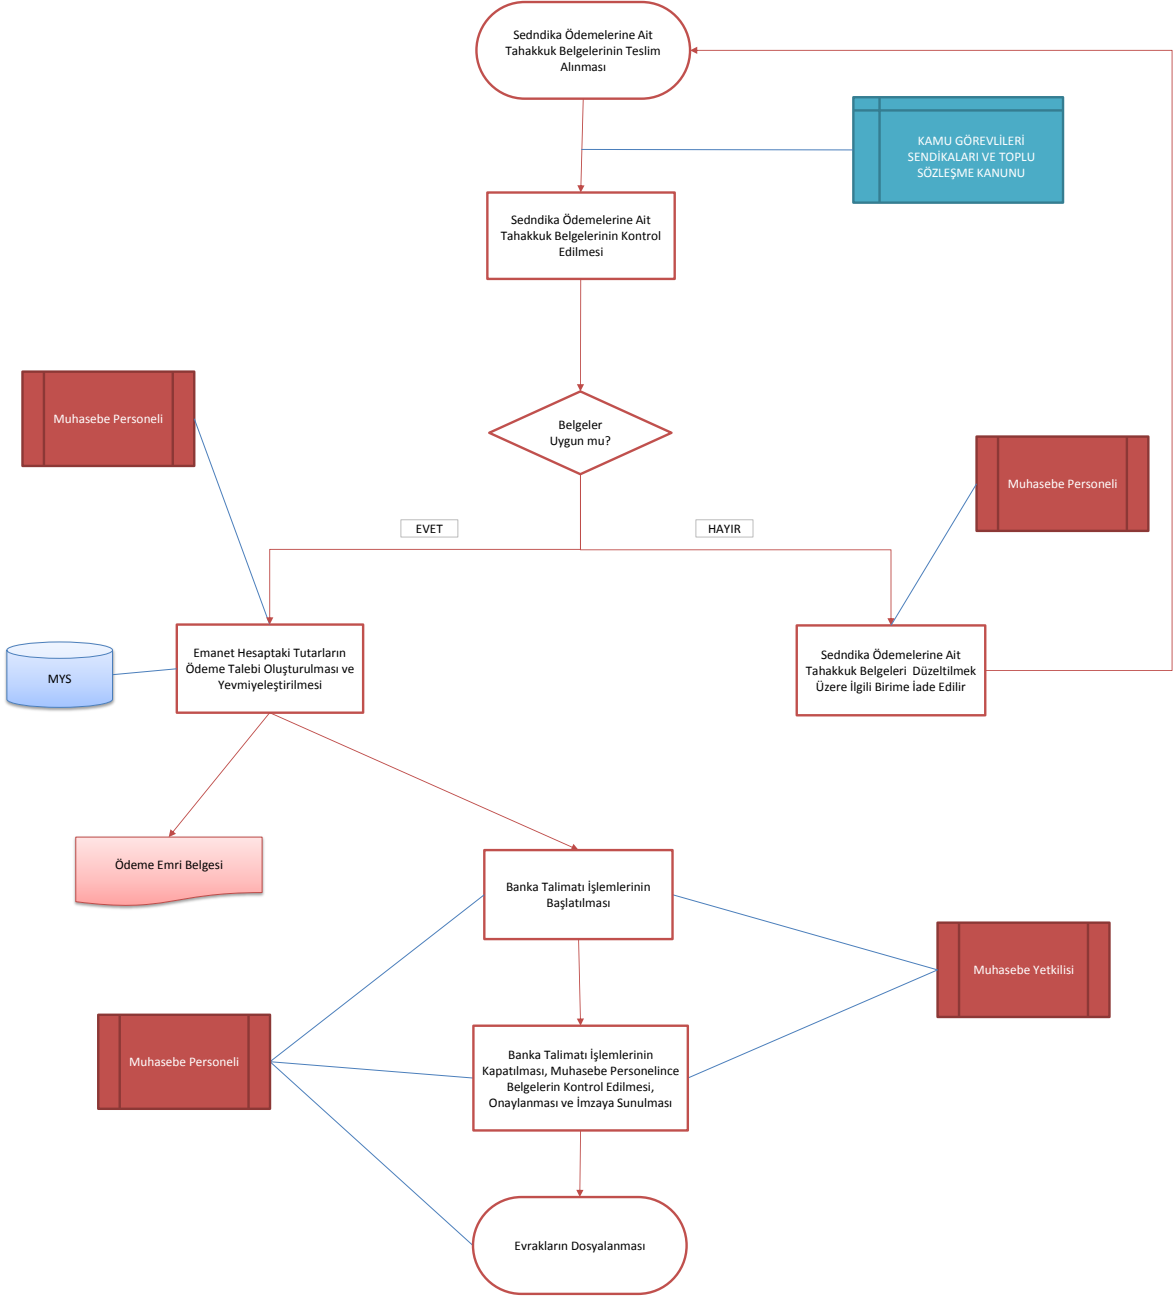 Sedndika Ödemelerine Ait
Tahakkuk Belgelerinin Teslim
Alınması
KAMU GÖREVLİLERİ
SENDİKALARI VE TOPLU
SÖZLEŞME KANUNU
Sedndika Ödemelerine Ait
Tahakkuk Belgelerinin Kontrol
Edilmesi
Muhasebe Personeli
Belgeler
Uygun mu?
Muhasebe Personeli
EVET
HAYIR
Emanet Hesaptaki Tutarların
Ödeme Talebi Oluşturulması ve
Yevmiyeleştirilmesi
MYS
Sedndika Ödemelerine Ait
Tahakkuk Belgeleri Düzeltilmek
Üzere İlgili Birime İade Edilir
Ödeme Emri Belgesi
Banka Talimatı İşlemlerinin
Başlatılması
Muhasebe Yetkilisi
Muhasebe Personeli
Banka Talimatı İşlemlerinin
Kapatılması, Muhasebe Personelince
Belgelerin Kontrol Edilmesi,
Onaylanması ve İmzaya Sunulması
Evrakların Dosyalanması